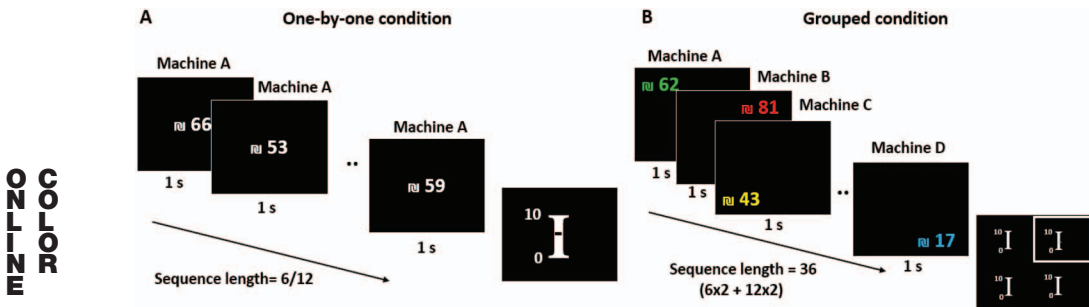 ONLINE
COLOR
A
One-by-one condition
Machine A
₪ 66
1 s
Machine A
₪ 53
1 s
..
Machine A
₪ 59
1 s
10
0
Sequence length= 6/12
B
Grouped condition
Machine A
₪ 62
1 s
Machine B
₪ 81
1 s
Machine C
₪ 43
1 s
..
Machine D
₪ 17
1 s
10
0
10
0
10
0
10
0
Sequence length = 36
(6x2 + 12x2)